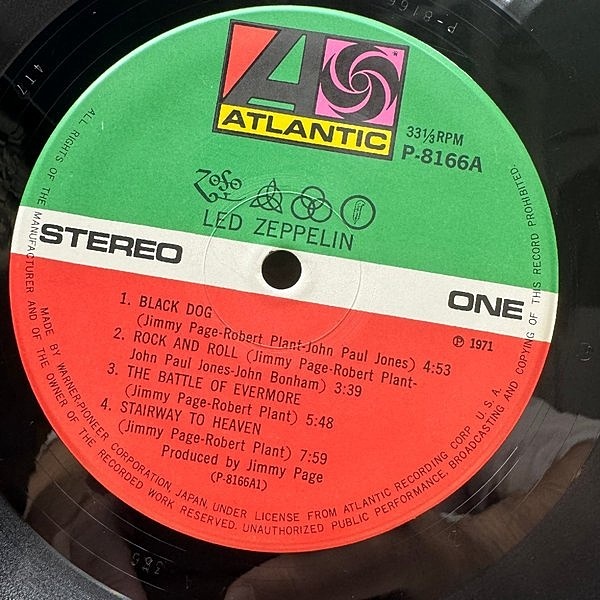 P-8166
4T7
ATLANTIC
33⅓RPM
P-8166A
ZoSo
LED ZEPPELIN
STEREO
ONE
℗ 1971
1. BLACK DOG
(Jimmy Page-Robert Plant-John Paul Jones) 4:53
2. ROCK AND ROLL (Jimmy Page-Robert Plant-
John Paul Jones-John Bonham) 3:39
3. THE BATTLE OF EVERMORE
(Jimmy Page-Robert Plant) 5:48
4. STAIRWAY TO HEAVEN
(Jimmy Page-Robert Plant) 7:59
Produced by Jimmy Page
(P-8166A1)
MADE BY WARNER-PIONEER CORPORATION, JAPAN, UNDER LICENSE FROM ATLANTIC RECORDING CORP. U.S.A.
ALL RIGHTS OF THE MANUFACTURER AND OF THE OWNER OF THE RECORDED WORK RESERVED. UNAUTHORIZED PUBLIC PERFORMANCE, BROADCASTING AND COPYING OF THIS RECORD PROHIBITED.